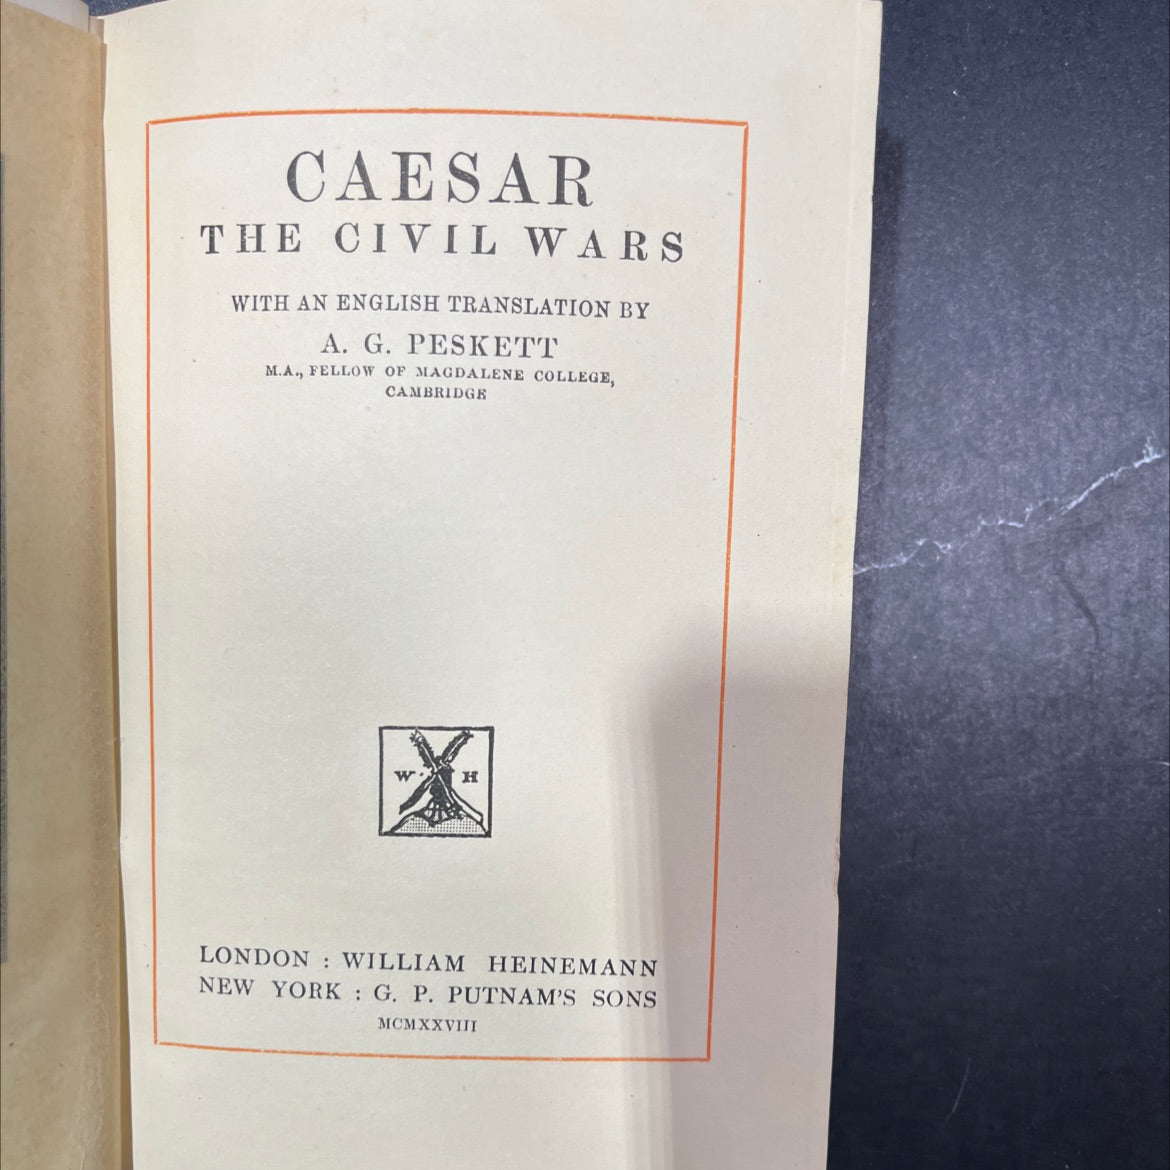 CAESAR
THE CIVIL WARS
WITH AN ENGLISH TRANSLATION BY
A. G. PESKETT
M.A., FELLOW OF MAGDALENE COLLEGE,
CAMBRIDGE
W · H
LONDON : WILLIAM HEINEMANN
NEW YORK : G. P. PUTNAM'S SONS
MCMXXVIII